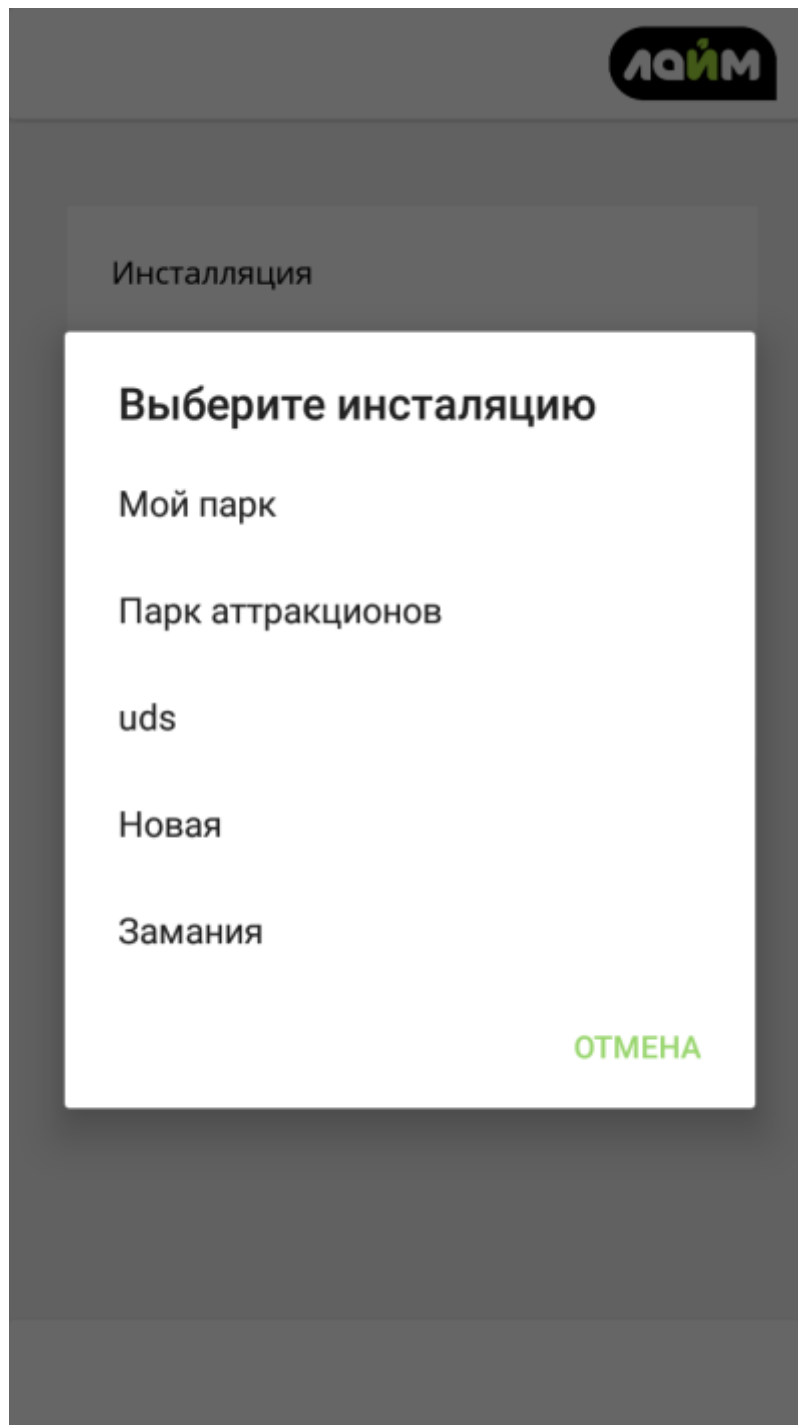 лайм
Инсталляция
Выберите инсталяцию
Мой парк
Парк аттракционов
uds
Новая
Замания
ОТМЕНА